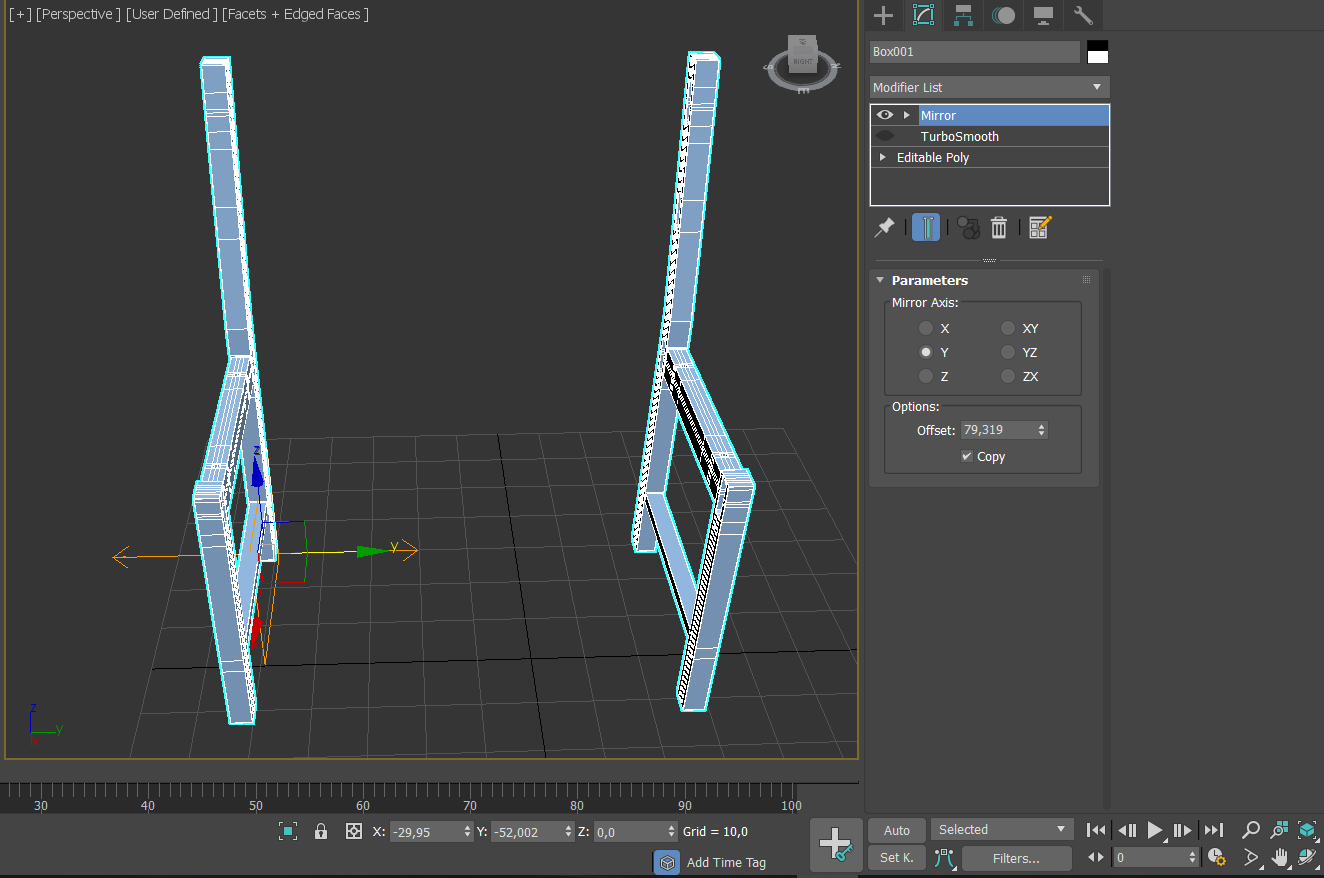 [ + ] [Perspective ] [User Defined ] [Facets + Edged Faces ]
RIGHT
z
y
z
y
x
Box001
Modifier List
Mirror
TurboSmooth
Editable Poly
Parameters
Mirror Axis:
X XY
Y YZ
Z ZX
Options:
Offset: 79,319
Copy
30 40 50 60 70 80 90 100
X: -29,95 Y: -52,002 Z: 0,0 Grid = 10,0
Add Time Tag
Auto Selected
Set K. Filters... 0